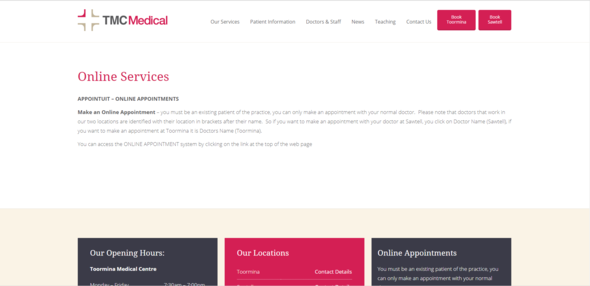 TMC Medical
Our Services
Patient Information
Doctors & Staff
News
Teaching
Contact Us
Book
Toormina
Book
Sawtell
Online Services
APPOINTUIT – ONLINE APPOINTMENTS
Make an Online Appointment – you must be an existing patient of the practice, you can only make an appointment with your normal doctor. Please note that doctors that work in
our two locations are identified with their location in brackets after their name. So if you want to make an appointment with your doctor at Sawtell, you click on Doctor Name (Sawtell), if
you want to make an appointment at Toormina it is Doctors Name (Toormina),
You can access the ONLINE APPOINTMENT system by clicking on the link at the top of the web page
Our Opening Hours:
Toormina Medical Centre
Monday – Friday 7:30am – 7:00pm
Our Locations
Toormina Contact Details
Online Appointments
You must be an existing patient of the practice, you
can only make an appointment with your normal